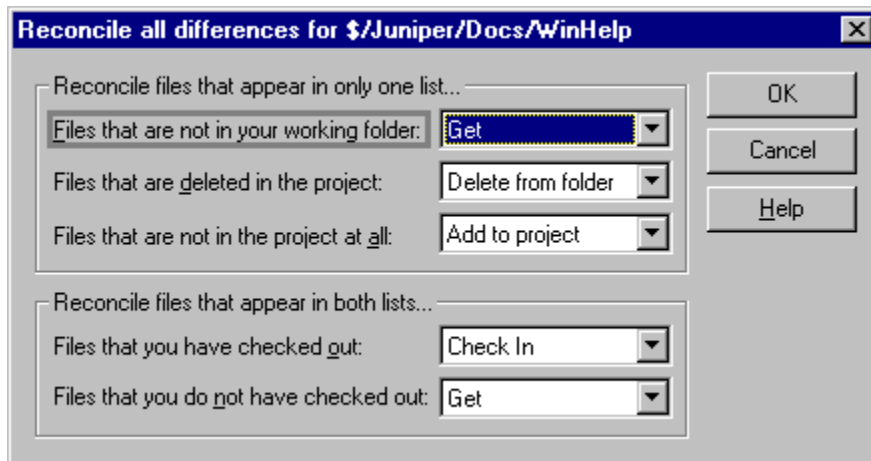 Reconcile all differences for $/Juniper/Docs/WinHelp
Reconcile files that appear in only one list...
Files that are not in your working folder: Get
Files that are deleted in the project: Delete from folder
Files that are not in the project at all: Add to project
Reconcile files that appear in both lists...
Files that you have checked out: Check In
Files that you do not have checked out: Get
OK
Cancel
Help